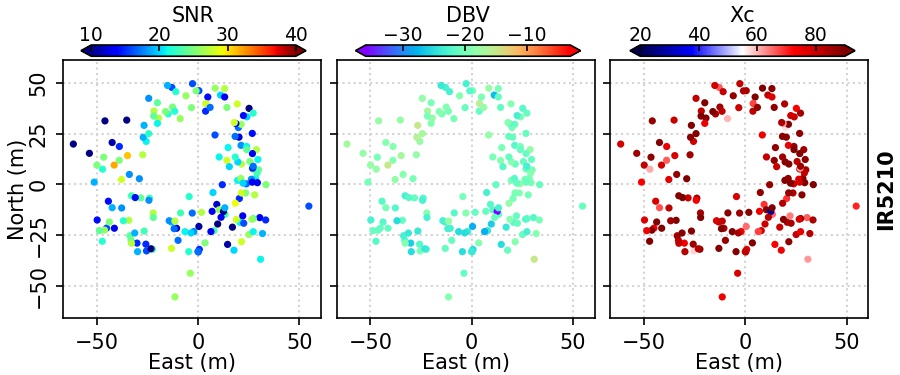 SNR DBV Xc
10 20 30 40 −30 −20 −10 20 40 60 80
50
25
0
−25
−50
North (m)
IR5210
−50 0 50 −50 0 50 −50 0 50
East (m) East (m) East (m)